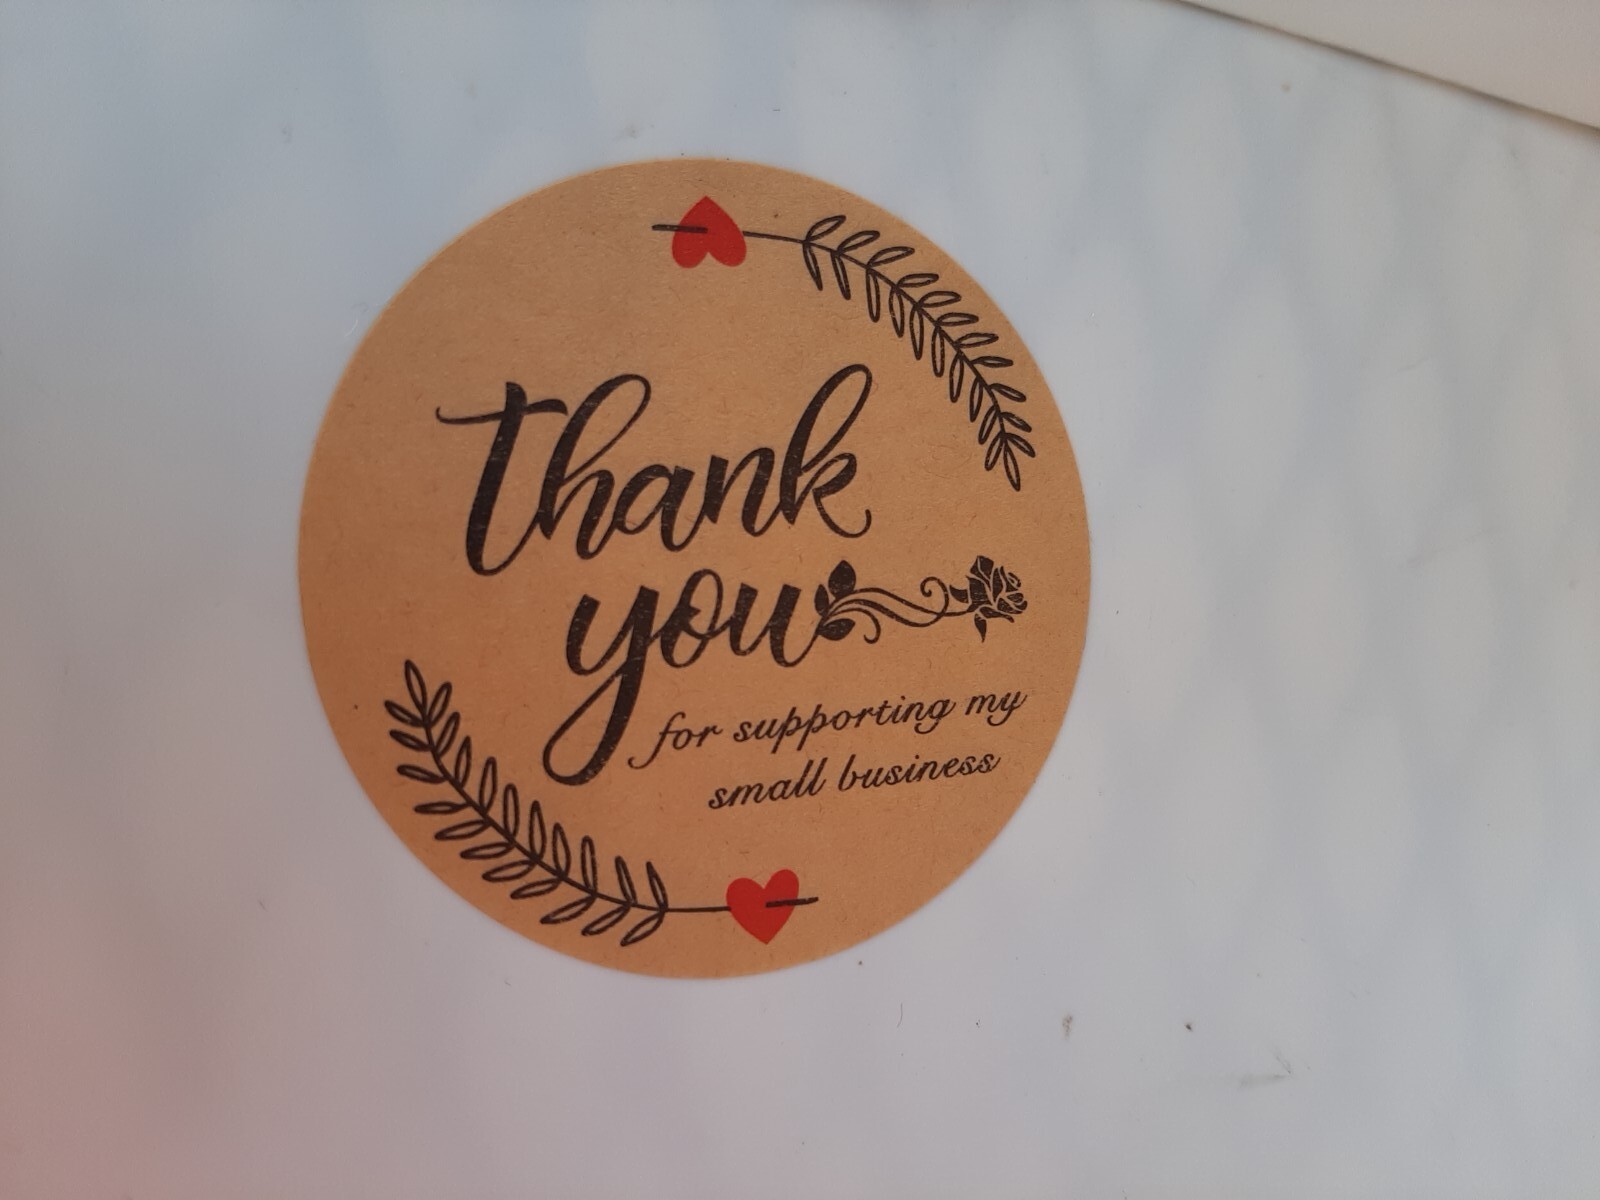 thank
you
for supporting my
small business